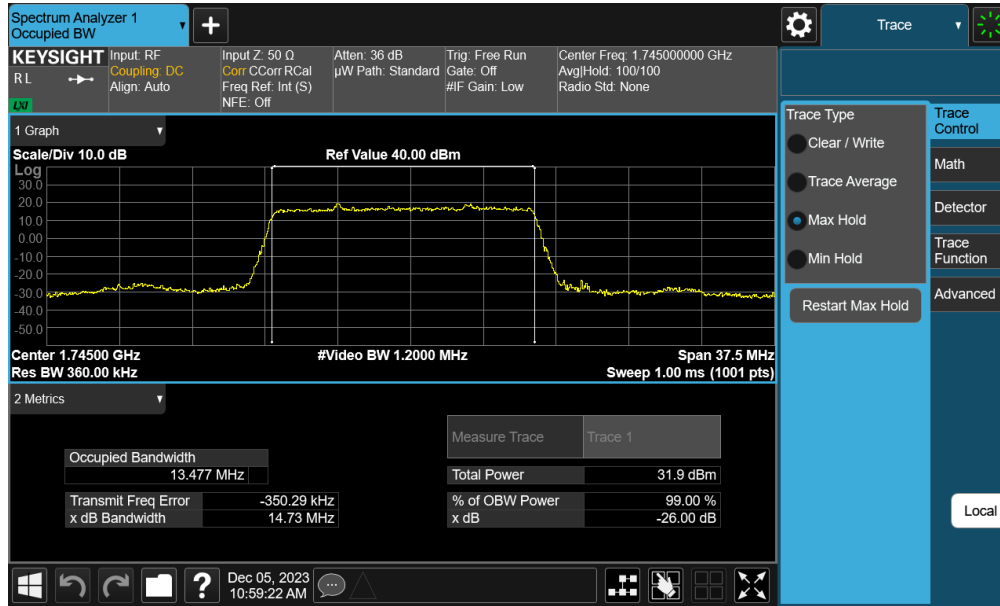 Spectrum Analyzer 1
Occupied BW
Trace
KEYSIGHT
R L
LXI
Input: RF
Coupling: DC
Align: Auto
Input Z: 50 Ω
Corr CCorr RCal
Freq Ref: Int (S)
NFE: Off
Atten: 36 dB
µW Path: Standard
Trig: Free Run
Gate: Off
#IF Gain: Low
Center Freq: 1.745000000 GHz
Avg|Hold: 100/100
Radio Std: None
1 Graph
Scale/Div 10.0 dB
Ref Value 40.00 dBm
Log
30.0
20.0
10.0
0.00
-10.0
-20.0
-30.0
-40.0
-50.0
Center 1.74500 GHz
#Video BW 1.2000 MHz
Span 37.5 MHz
Res BW 360.00 kHz
Sweep 1.00 ms (1001 pts)
2 Metrics
Measure Trace
Trace 1
Occupied Bandwidth
13.477 MHz
Total Power
31.9 dBm
Transmit Freq Error
-350.29 kHz
% of OBW Power
99.00 %
x dB Bandwidth
14.73 MHz
x dB
-26.00 dB
Trace Type
Clear / Write
Trace Average
Max Hold
Min Hold
Restart Max Hold
Trace
Control
Math
Detector
Trace
Function
Advanced
Local
?
Dec 05, 2023
10:59:22 AM